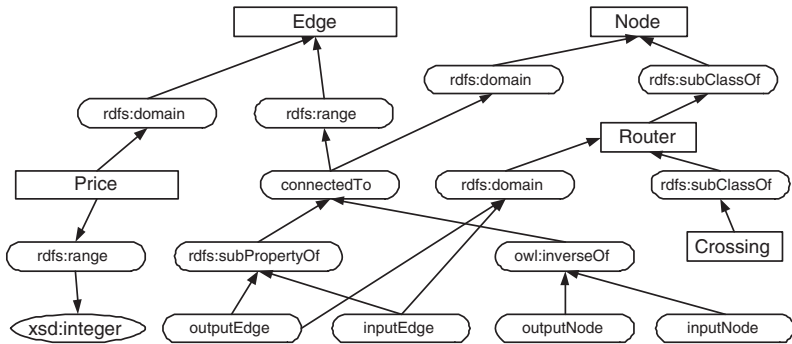 Edge
Node
rdfs:domain
rdfs:subClassOf
rdfs:domain
rdfs:range
Router
Price
connectedTo
rdfs:domain
rdfs:subClassOf
rdfs:range
rdfs:subPropertyOf
owl:inverseOf
Crossing
xsd:integer
outputEdge
inputEdge
outputNode
inputNode